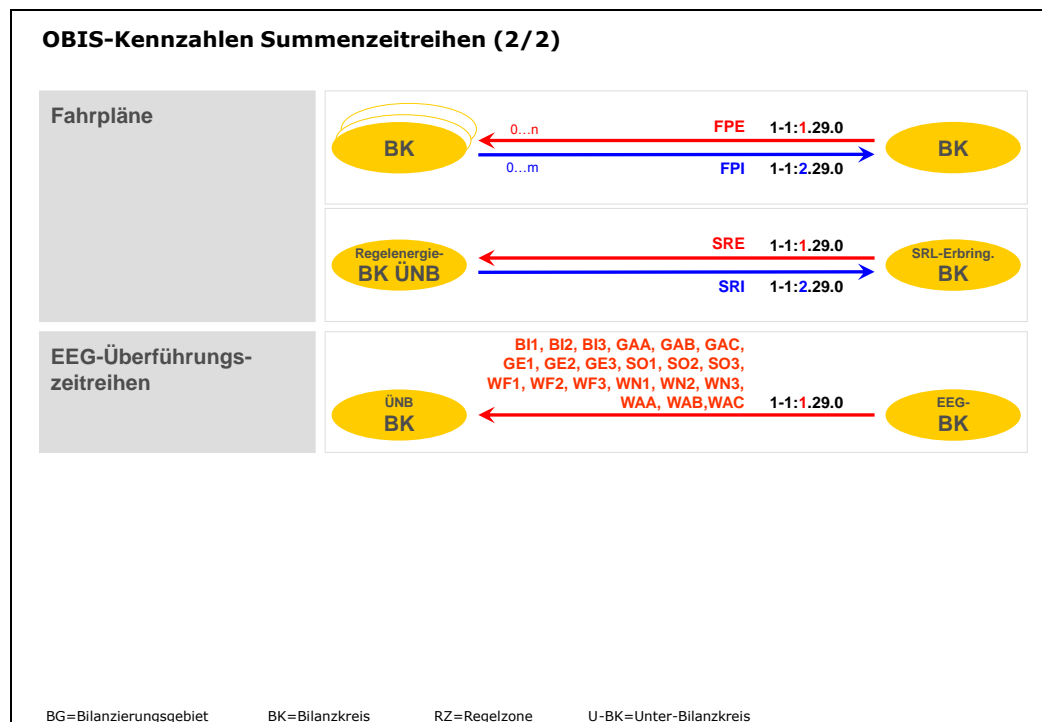 OBIS-Kennzahlen Summenzeitreihen (2/2)
Fahrpläne
BK
0...n
FPE 1-1:1.29.0
0...m
FPI 1-1:2.29.0
BK
Regelenergie-
BK ÜNB
SRE 1-1:1.29.0
SRI 1-1:2.29.0
SRL-Erbring.
BK
EEG-Überführungs-
zeitreihen
ÜNB
BK
BI1, BI2, BI3, GAA, GAB, GAC,
GE1, GE2, GE3, SO1, SO2, SO3,
WF1, WF2, WF3, WN1, WN2, WN3,
WAA, WAB,WAC 1-1:1.29.0
EEG-
BK
BG=Bilanzierungsgebiet BK=Bilanzkreis RZ=Regelzone U-BK=Unter-Bilanzkreis